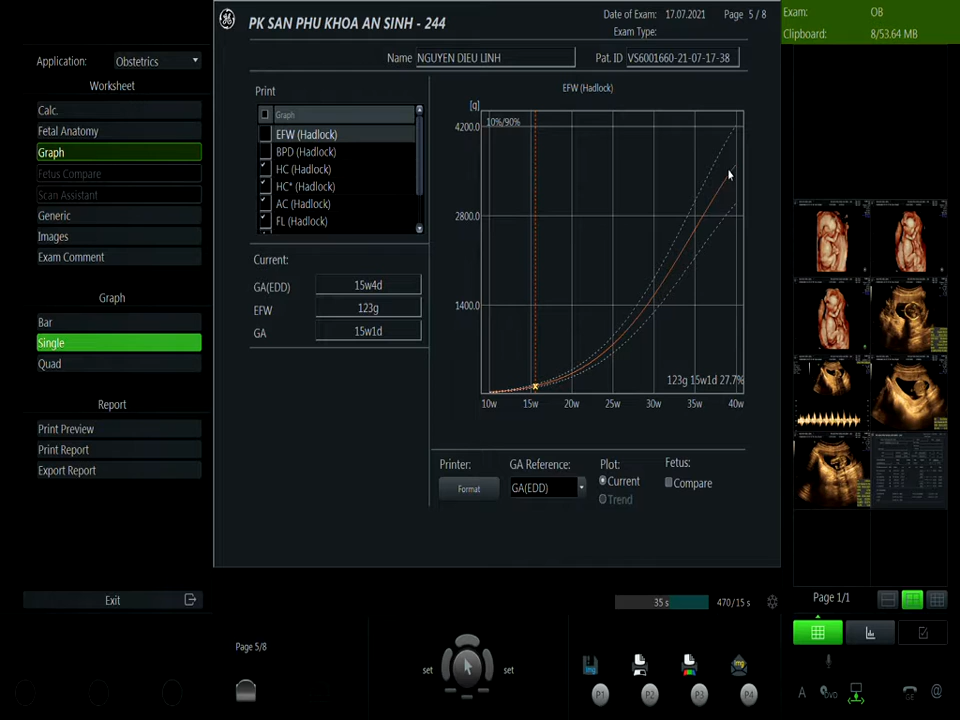 PK SAN PHU KHOA AN SINH - 244
Date of Exam: 17.07.2021 Page 5 / 8
Exam Type:
Exam: OB
Clipboard: 8/53.64 MB
Name NGUYEN DIEU LINH Pat. ID VS6001660-21-07-17-38
Application: Obstetrics
Worksheet
Calc.
Fetal Anatomy
Graph
Fetus Compare
Scan Assistant
Generic
Images
Exam Comment
Graph
Bar
Single
Quad
Report
Print Preview
Print Report
Export Report
Exit
Print
Graph
EFW (Hadlock)
BPD (Hadlock)
HC (Hadlock)
HC* (Hadlock)
AC (Hadlock)
FL (Hadlock)
Current:
GA(EDD) 15w4d
EFW 123g
GA 15w1d
EFW (Hadlock)
[g]
10%/90%
4200.0
2800.0
1400.0
123g 15w1d 27.7%
10w 15w 20w 25w 30w 35w 40w
Printer: GA Reference: Plot: Fetus:
Format GA(EDD) Current Compare
Trend
35 s 470/15 s
Page 1/1
Page 5/8
set set
img
P1 P2 P3 P4
A DVD @